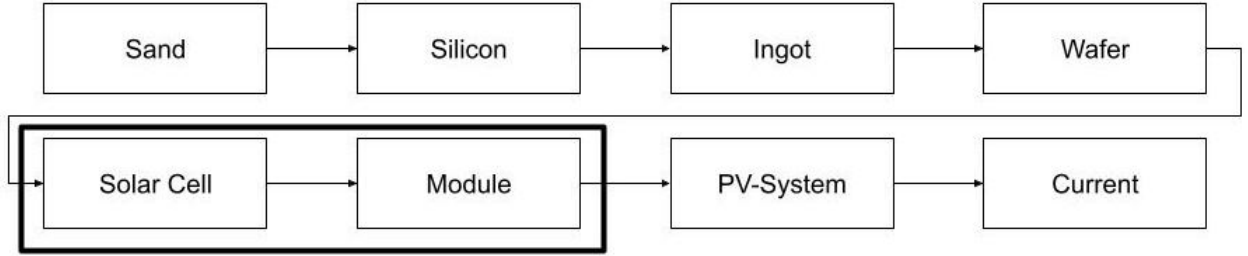 Sand
Silicon
Ingot
Wafer
Solar Cell
Module
PV-System
Current